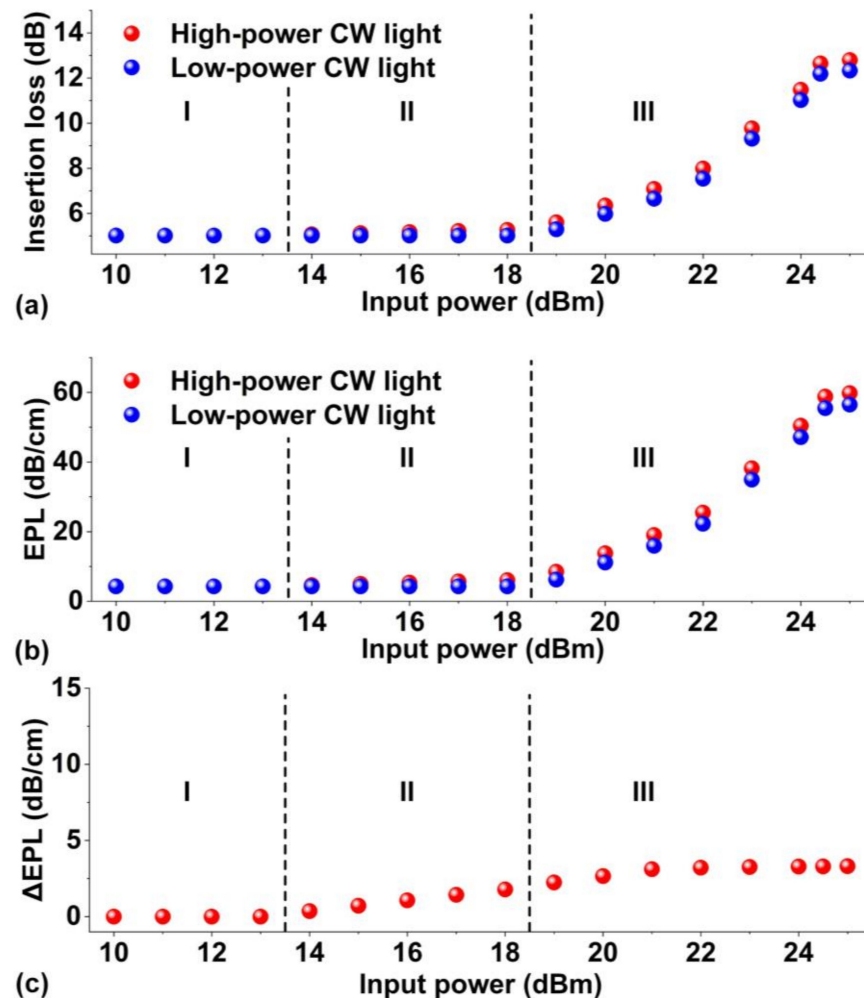 High-power CW light
Low-power CW light
I II III
Insertion loss (dB)
14
12
10
8
6
10 12 14 16 18 20 22 24
Input power (dBm)
(a)
High-power CW light
Low-power CW light
I II III
EPL (dB/cm)
60
40
20
0
10 12 14 16 18 20 22 24
Input power (dBm)
(b)
I II III
ΔEPL (dB/cm)
15
10
5
0
10 12 14 16 18 20 22 24
Input power (dBm)
(c)